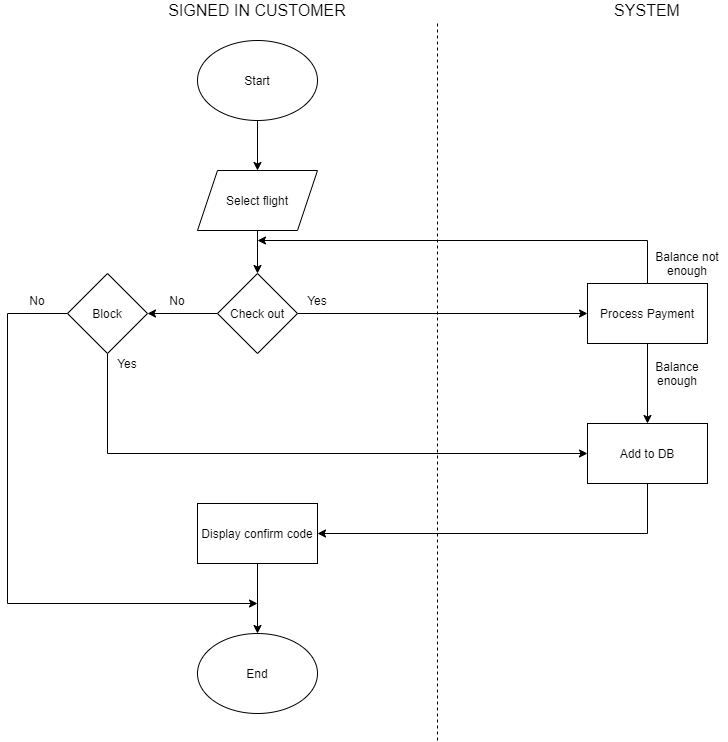 SIGNED IN CUSTOMER
SYSTEM
Start
Select flight
Balance not
enough
No
Block
No
Check out
Yes
Process Payment
Yes
Balance
enough
Add to DB
Display confirm code
End